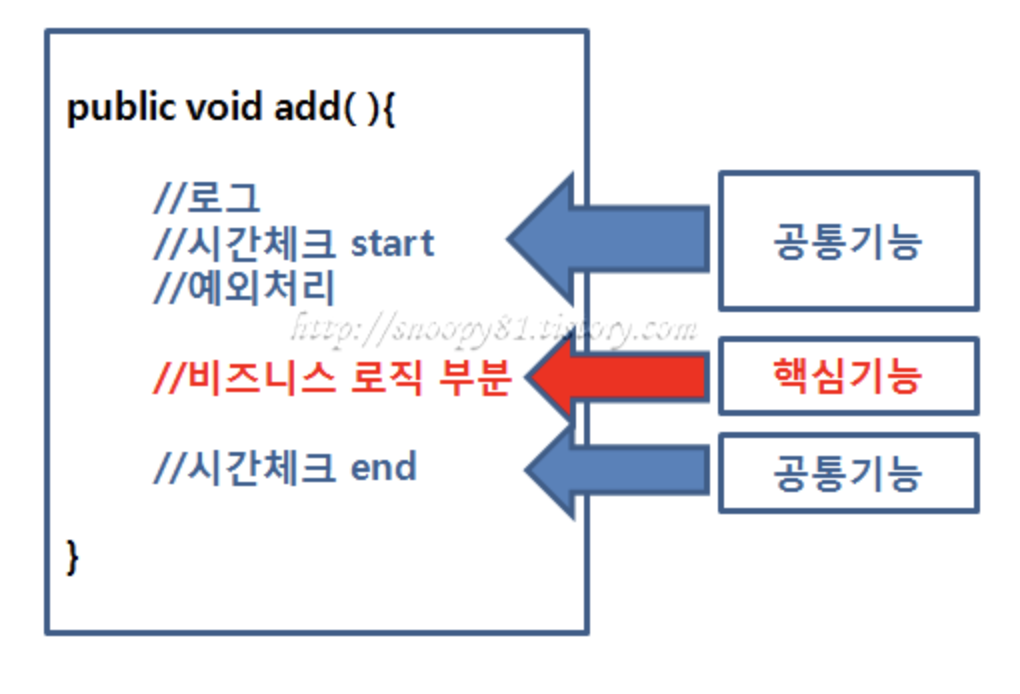 public void add( ){
//로그
//시간체크 start
//예외처리
공통기능
http://snoopy81.tistory.com
//비즈니스 로직 부분
핵심기능
//시간체크 end
공통기능
}